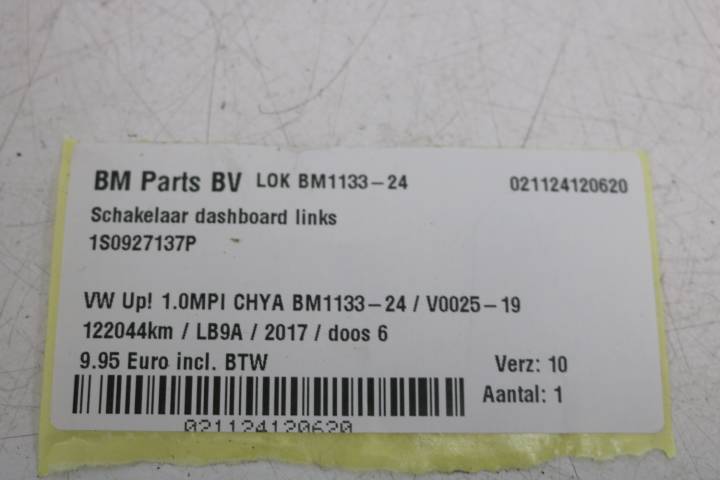 BM Parts BV LOK BM1133-24 021124120620
Schakelaar dashboard links
1S0927137P
VW Up! 1.0MPI CHYA BM1133-24 / V0025-19
122044km / LB9A / 2017 / doos 6
9.95 Euro incl. BTW Verz: 10
Aantal: 1
021124120620